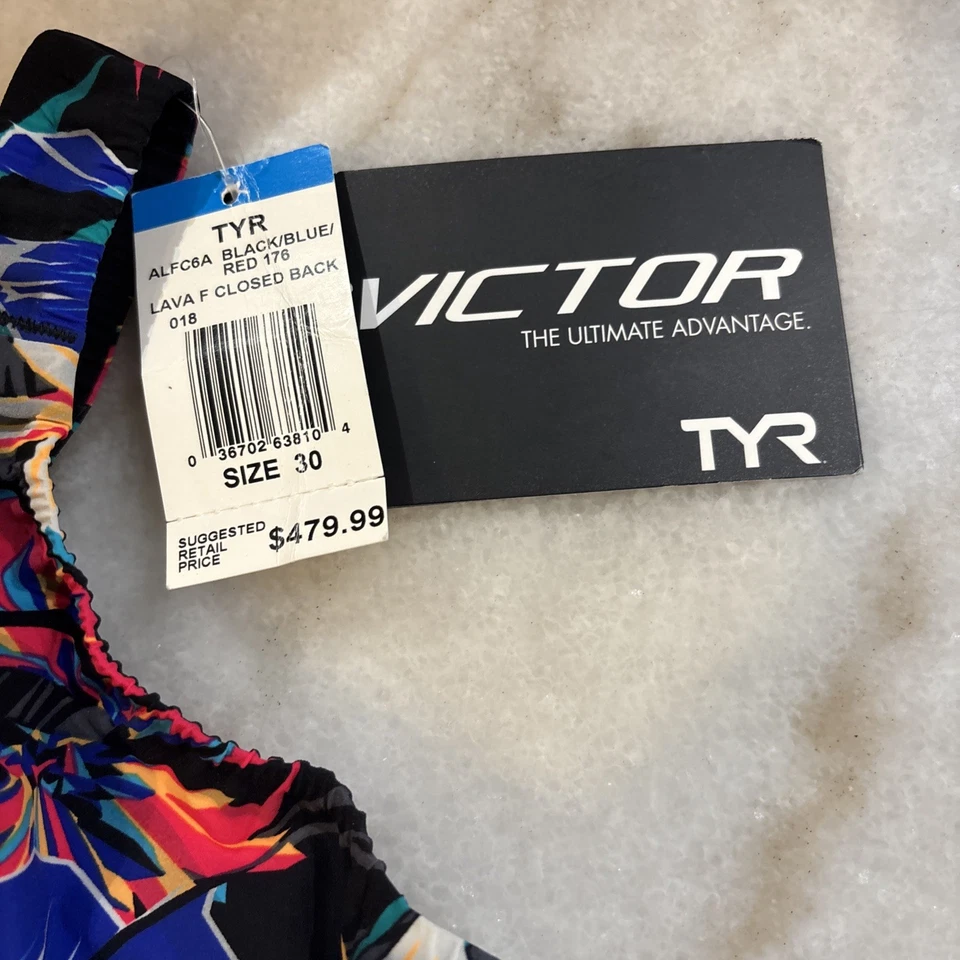 TYR
ALFC6A BLACK/BLUE/
RED 176
LAVA F CLOSED BACK
018
0 36702 63810 4
SIZE 30
SUGGESTED
RETAIL
PRICE
$479.99
VICTOR
THE ULTIMATE ADVANTAGE.
TYR